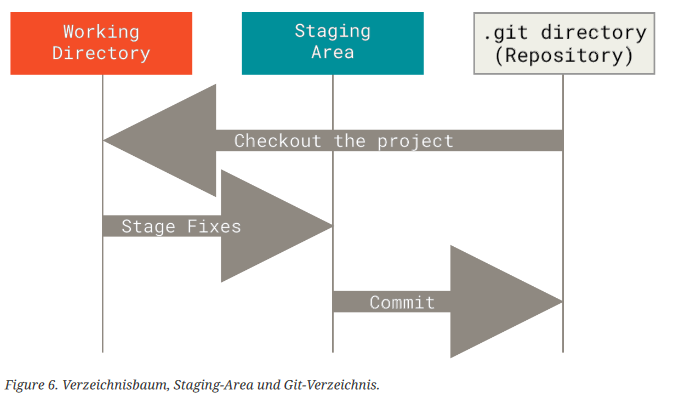 Working
Directory
Staging
Area
.git directory
(Repository)
Checkout the project
Stage Fixes
Commit
Figure 6. Verzeichnisbaum, Staging-Area und Git-Verzeichnis.